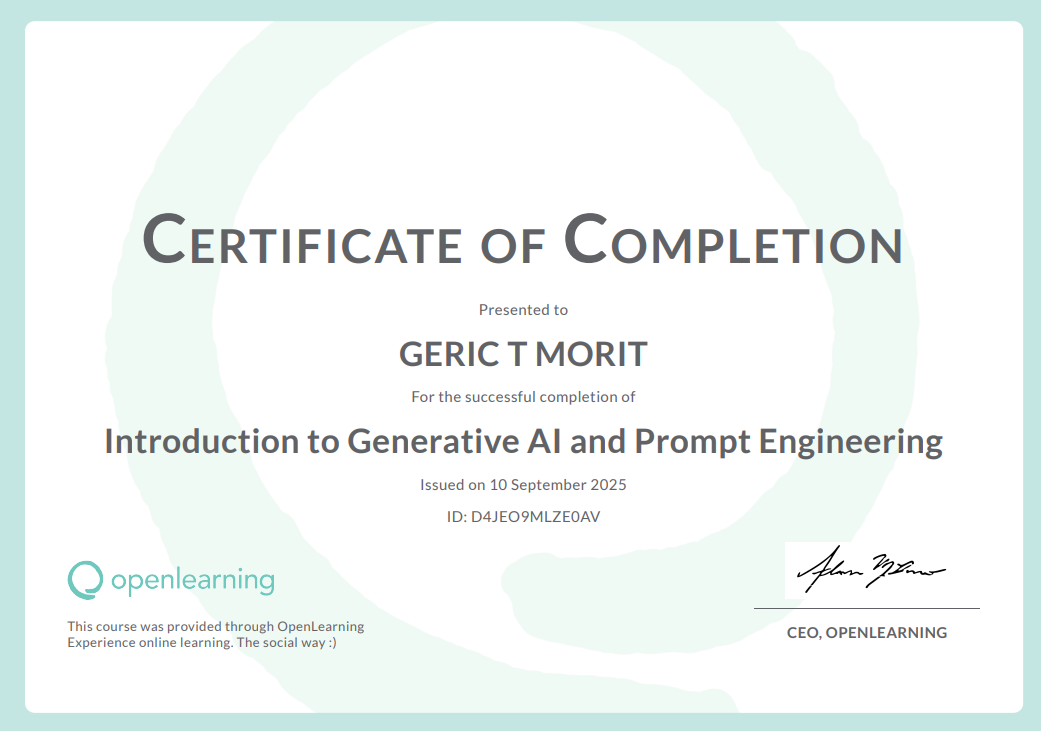 CERTIFICATE OF COMPLETION
Presented to
GERIC T MORIT
For the successful completion of
Introduction to Generative AI and Prompt Engineering
Issued on 10 September 2025
ID: D4JEO9MLZE0AV
openlearning
This course was provided through OpenLearning
Experience online learning. The social way :)
CEO, OPENLEARNING